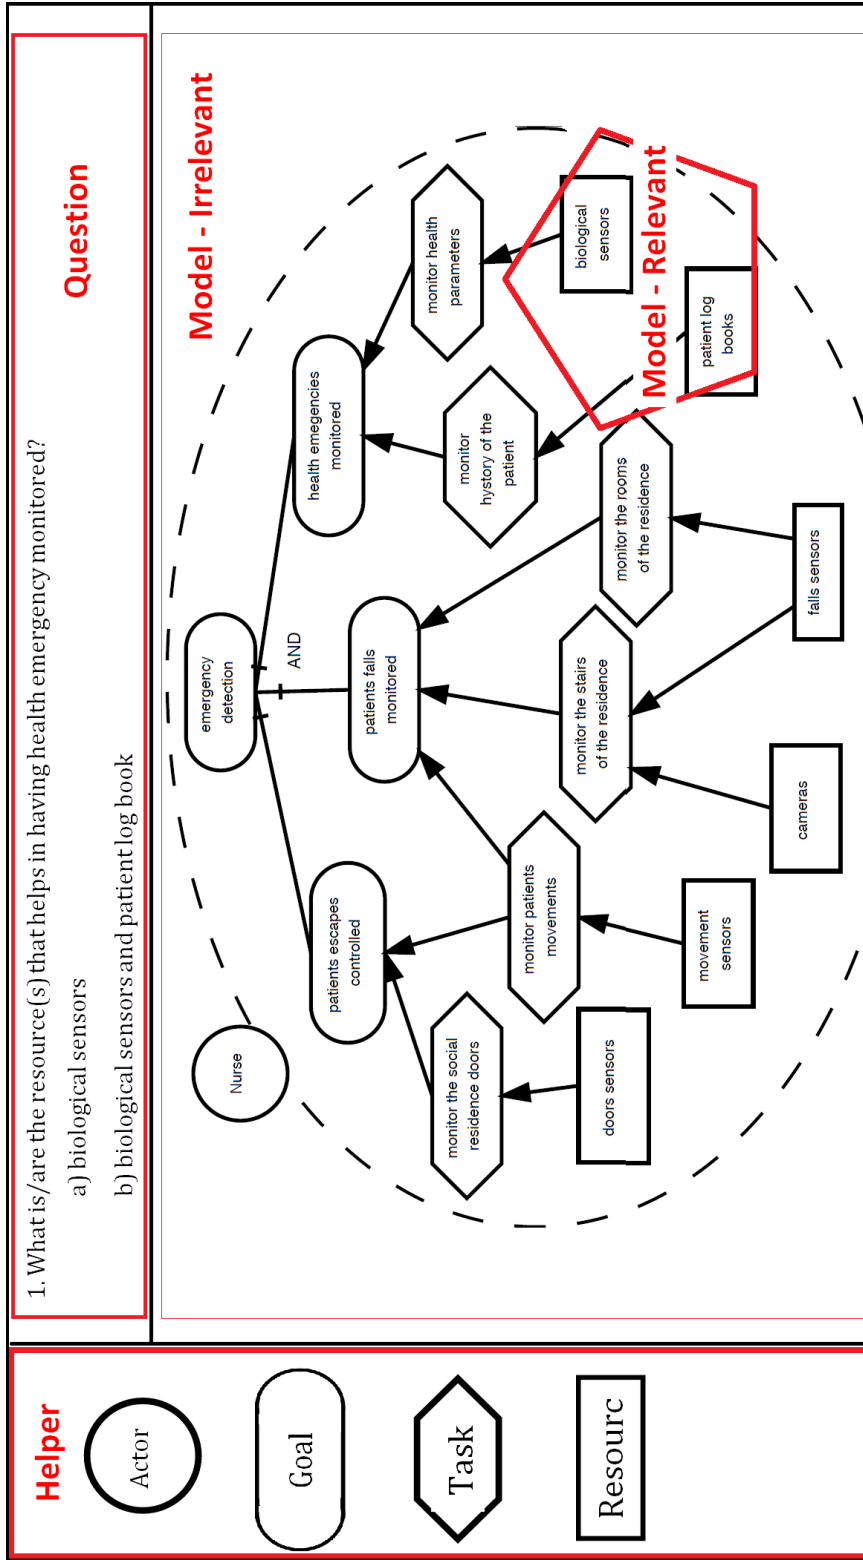 Helper
Actor
Goal
Task
Resourc
Question
1. What is/are the resource(s) that helps in having health emergency monitored?
a) biological sensors
b) biological sensors and patient log book
Model - Irrelevant
Nurse
emergency
detection
AND
patients escapes
controlled
patients falls
monitored
health emegencies
monitored
monitor the social
residence doors
monitor patients
movements
monitor the stairs
of the residence
monitor the rooms
of the residence
monitor
hystory of the
patient
monitor health
parameters
doors sensors
movement
sensors
cameras
falls sensors
patient log
books
biological
sensors
Model - Relevant